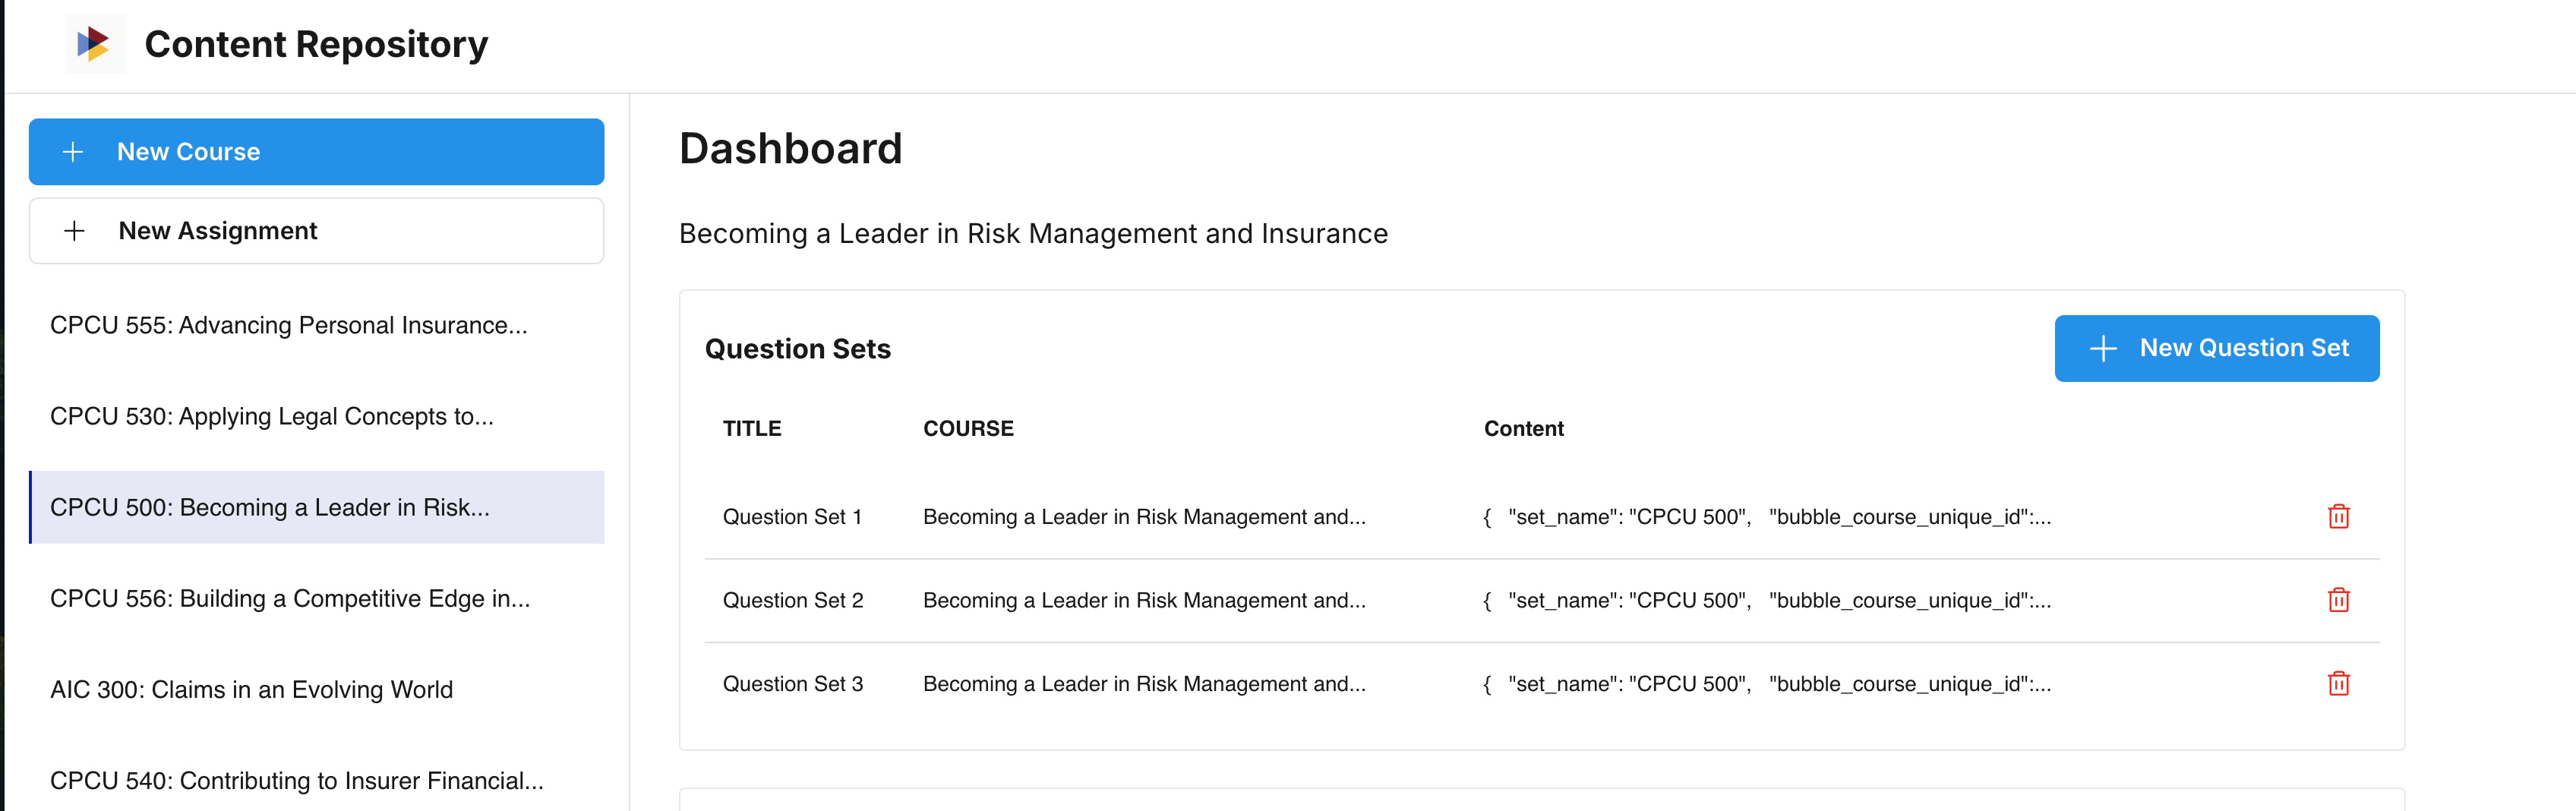 Content Repository
New Course
New Assignment
CPCU 555: Advancing Personal Insurance...
CPCU 530: Applying Legal Concepts to...
CPCU 500: Becoming a Leader in Risk...
CPCU 556: Building a Competitive Edge in...
AIC 300: Claims in an Evolving World
CPCU 540: Contributing to Insurer Financial...
Dashboard
Becoming a Leader in Risk Management and Insurance
Question Sets
New Question Set
TITLE COURSE Content
Question Set 1 Becoming a Leader in Risk Management and... { "set_name": "CPCU 500", "bubble_course_unique_id":...
Question Set 2 Becoming a Leader in Risk Management and... { "set_name": "CPCU 500", "bubble_course_unique_id":...
Question Set 3 Becoming a Leader in Risk Management and... { "set_name": "CPCU 500", "bubble_course_unique_id":...